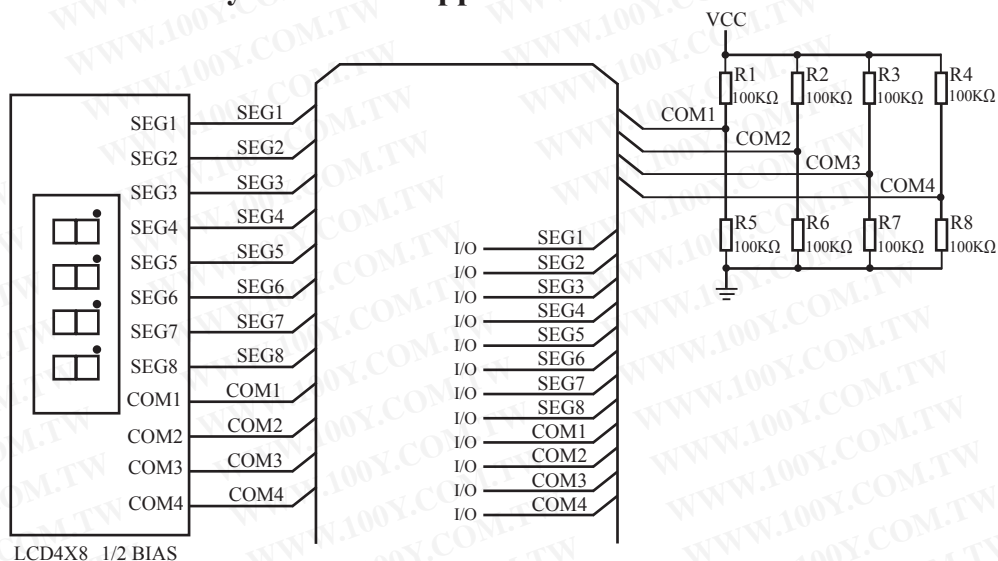 VCC
R1
R2
R3
R4
100KΩ
100KΩ
100KΩ
100KΩ
COM1
COM2
COM3
COM4
R5
R6
R7
R8
100KΩ
100KΩ
100KΩ
100KΩ
SEG1
SEG2
SEG3
SEG4
SEG5
SEG6
SEG7
SEG8
COM1
COM2
COM3
COM4
SEG1
SEG2
SEG3
SEG4
SEG5
SEG6
SEG7
SEG8
COM1
COM2
COM3
COM4
LCD4X8 1/2 BIAS
I/O SEG1
I/O SEG2
I/O SEG3
I/O SEG4
I/O SEG5
I/O SEG6
I/O SEG7
I/O SEG8
I/O COM1
I/O COM2
I/O COM3
I/O COM4
WWW.100Y.COM.TW